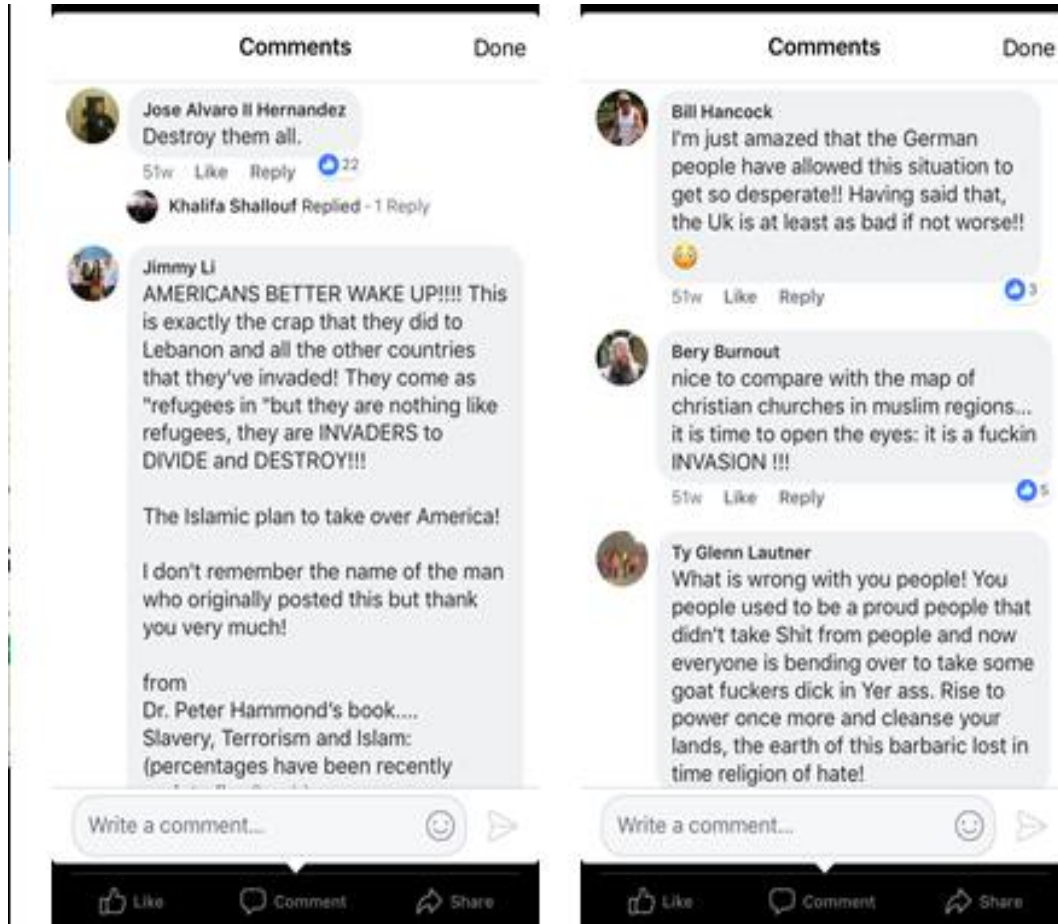 Comments
Done
Jose Alvaro II Hernandez
Destroy them all.
51w Like Reply 22
Khalifa Shallouf Replied - 1 Reply
Jimmy Li
AMERICANS BETTER WAKE UP!!!! This
is exactly the crap that they did to
Lebanon and all the other countries
that they've invaded! They come as
"refugees in "but they are nothing like
refugees, they are INVADERS to
DIVIDE and DESTROY!!!
The Islamic plan to take over America!
I don't remember the name of the man
who originally posted this but thank
you very much!
from
Dr. Peter Hammond's book....
Slavery, Terrorism and Islam:
(percentages have been recently
Write a comment...
Like Comment Share
Comments
Done
Bill Hancock
I'm just amazed that the German
people have allowed this situation to
get so desperate!! Having said that,
the Uk is at least as bad if not worse!!
51w Like Reply 3
Bery Burnout
nice to compare with the map of
christian churches in muslim regions...
it is time to open the eyes: it is a fuckin
INVASION !!!
51w Like Reply 5
Ty Glenn Lautner
What is wrong with you people! You
people used to be a proud people that
didn't take Shit from people and now
everyone is bending over to take some
goat fuckers dick in Yer ass. Rise to
power once more and cleanse your
lands, the earth of this barbaric lost in
time religion of hate!
Write a comment...
Like Comment Share